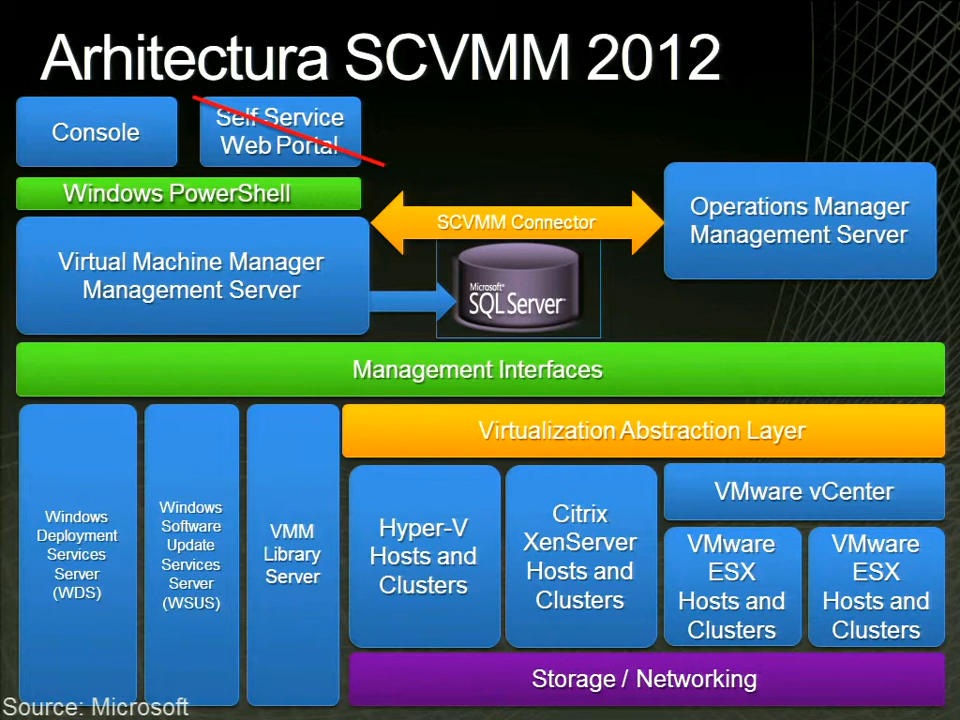 Arhitectura SCVMM 2012
Console
Self Service
Web Portal
Windows PowerShell
SCVMM Connector
Operations Manager
Management Server
Virtual Machine Manager
Management Server
Microsoft®
SQL Server™
Management Interfaces
Windows
Deployment
Services
Server
(WDS)
Windows
Software
Update
Services
Server
(WSUS)
VMM
Library
Server
Virtualization Abstraction Layer
Hyper-V
Hosts and
Clusters
Citrix
XenServer
Hosts and
Clusters
VMware vCenter
VMware
ESX
Hosts and
Clusters
VMware
ESX
Hosts and
Clusters
Storage / Networking
Source: Microsoft